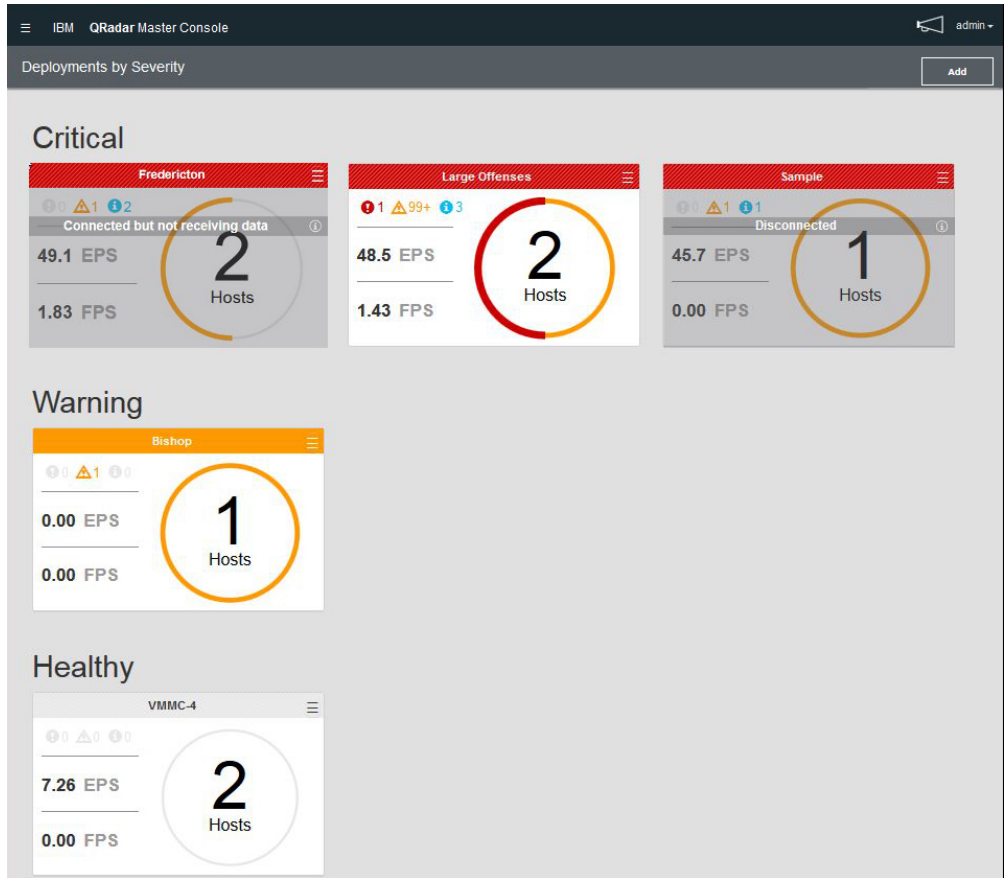 ☰ IBM QRadar Master Console admin
Deployments by Severity Add
Critical
Fredericton
0 1 2
Connected but not receiving data
49.1 EPS
1.83 FPS
2
Hosts
Large Offenses
1 99+ 3
48.5 EPS
1.43 FPS
2
Hosts
Sample
0 1 1
Disconnected
45.7 EPS
0.00 FPS
1
Hosts
Warning
Bishop
0 1 0
0.00 EPS
0.00 FPS
1
Hosts
Healthy
VMMC-4
0 0 0
7.26 EPS
0.00 FPS
2
Hosts